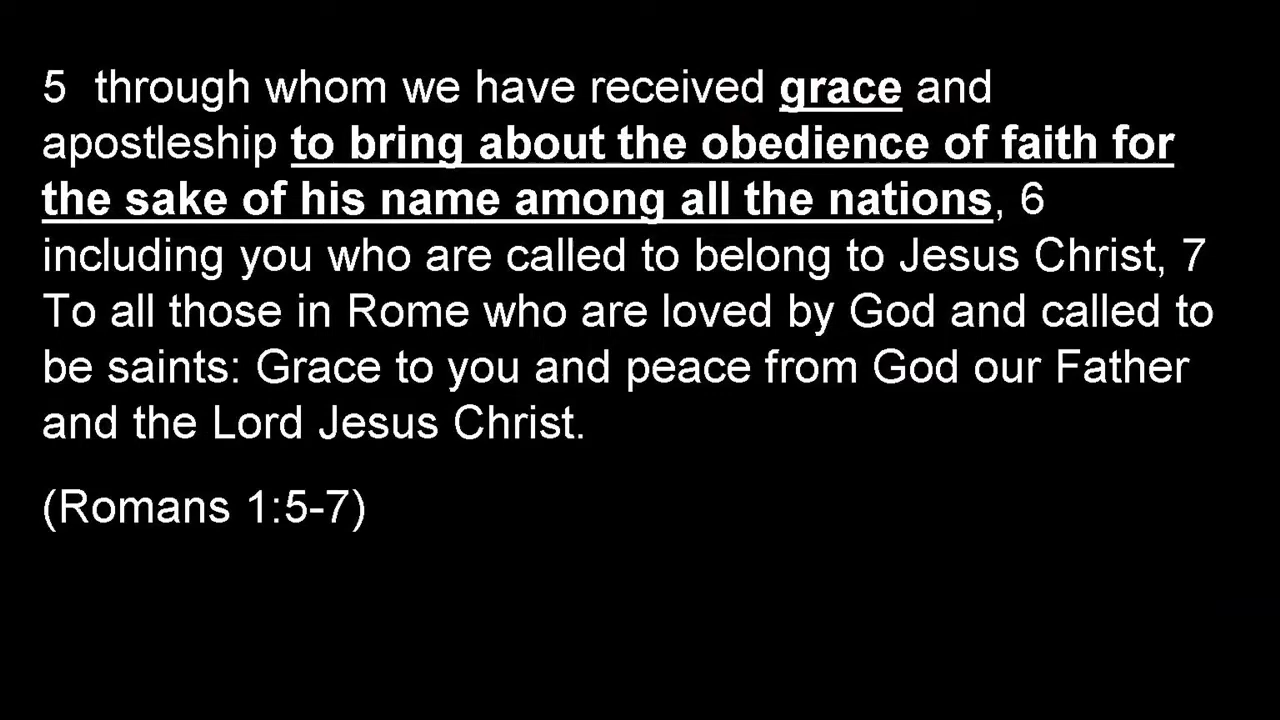 5 through whom we have received grace and
apostleship to bring about the obedience of faith for
the sake of his name among all the nations, 6
including you who are called to belong to Jesus Christ, 7
To all those in Rome who are loved by God and called to
be saints: Grace to you and peace from God our Father
and the Lord Jesus Christ.
(Romans 1:5-7)